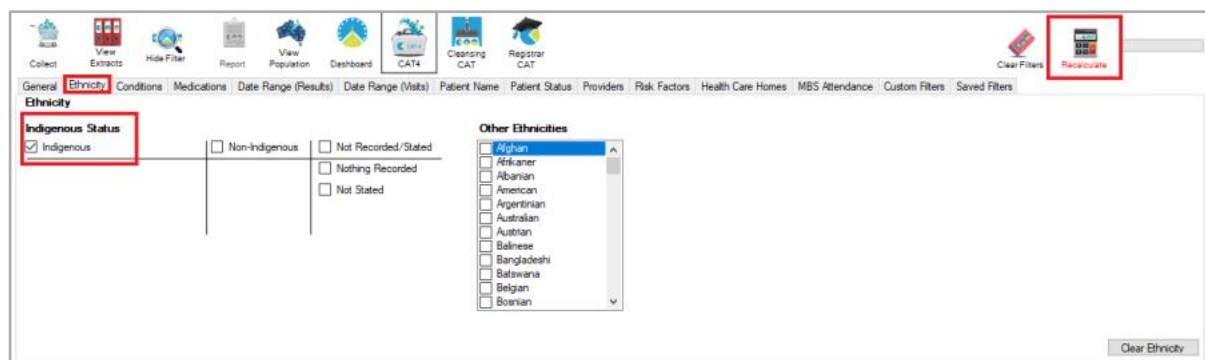 Collect
View Extracts
Hide Filter
Report
View Population
Dashboard
CAT4
Cleansing CAT
Registrar CAT
Clear Filters
Recalculate
General Ethnicity Conditions Medications Date Range (Results) Date Range (Visits) Patient Name Patient Status Providers Risk Factors Health Care Homes MBS Attendance Custom Filters Saved Filters
Ethnicity
Indigenous Status
Indigenous
Non-Indigenous
Not Recorded/Stated
Nothing Recorded
Not Stated
Other Ethnicities
Afghan
Afrikaner
Albanian
American
Argentinian
Australian
Austrian
Balinese
Bangladeshi
Batswana
Belgian
Bosnian
Clear Ethnicity